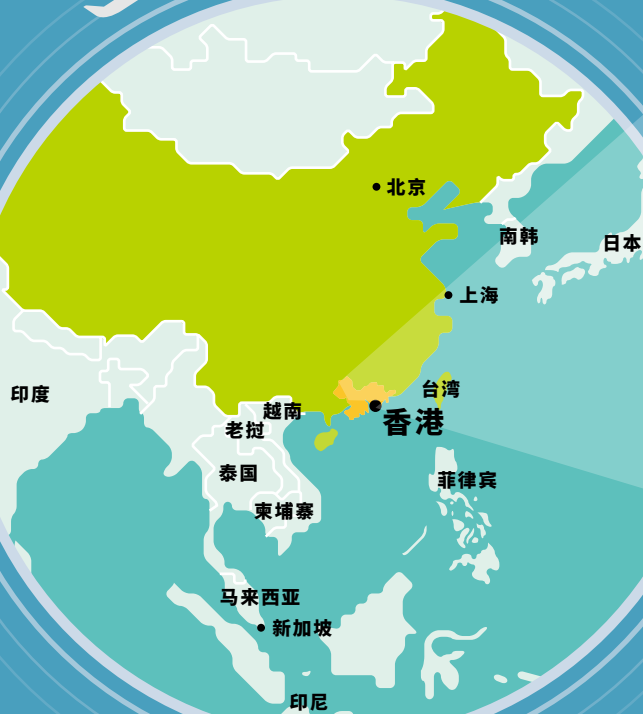 北京
南韩
日本
上海
台湾
印度
越南
香港
老挝
泰国
菲律宾
柬埔寨
马来西亚
新加坡
印尼